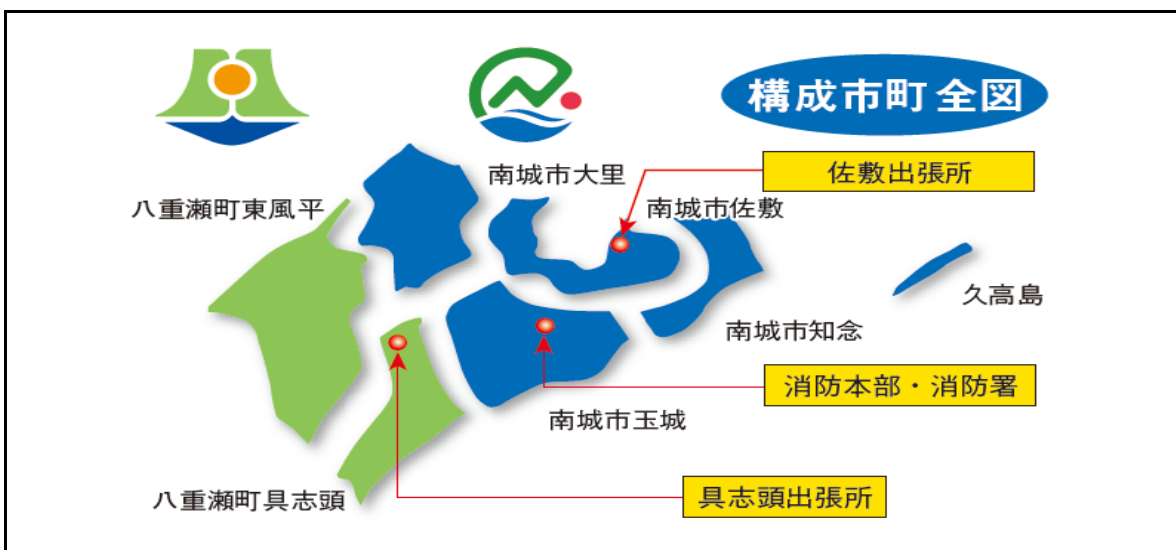 構成市町全図
南城市大里
佐敷出張所
八重瀬町東風平
南城市佐敷
久高島
南城市知念
消防本部・消防署
南城市玉城
八重瀬町具志頭
具志頭出張所